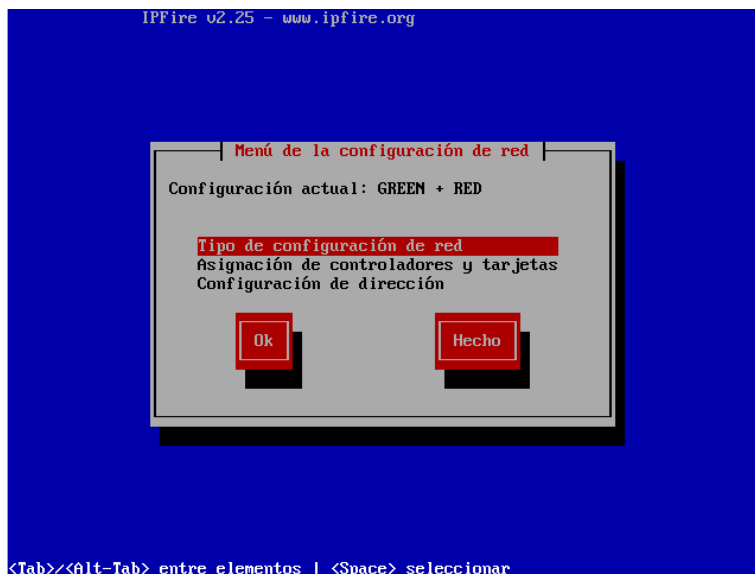 IPFire v2.25 - www.ipfire.org
Menú de la configuración de red
Configuración actual: GREEN + RED
Tipo de configuración de red
Asignación de controladores y tarjetas
Configuración de dirección
Ok Hecho
<Tab>/<Alt-Tab> entre elementos | <Space> seleccionar